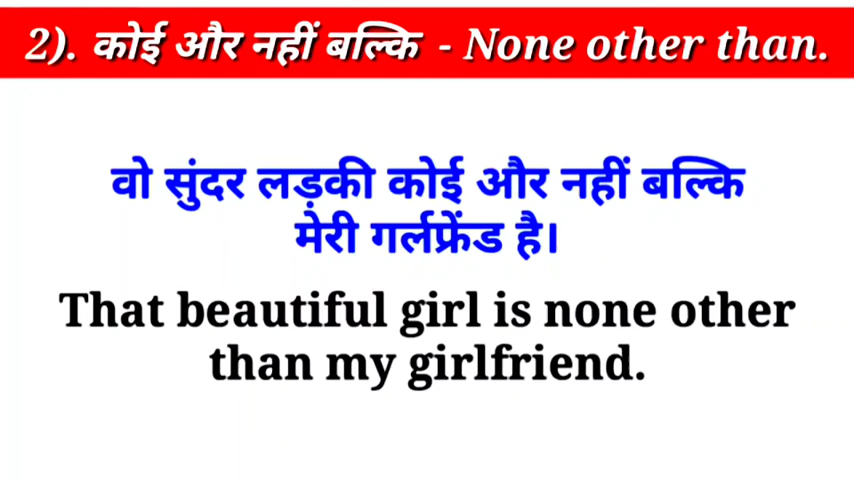 2). कोई और नहीं बल्कि - None other than.
वो सुंदर लड़की कोई और नहीं बल्कि
मेरी गर्लफ्रेंड है।
That beautiful girl is none other
than my girlfriend.